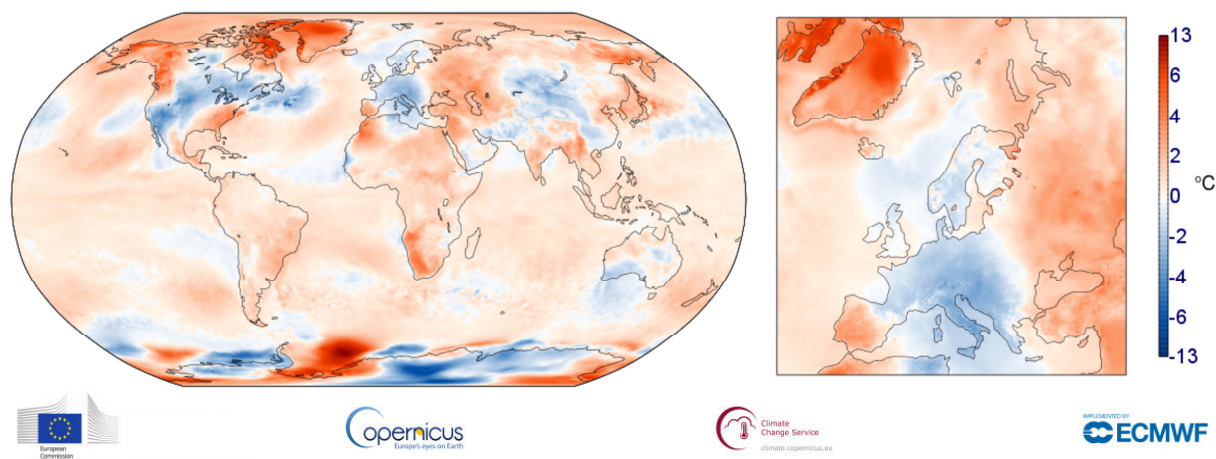 13
6
4
2
0
-2
-4
-6
-13
°C
European
Commission
opernicus
Europe's eyes on Earth
Climate
Change Service
climate.copernicus.eu
IMPLEMENTED BY
ECMWF